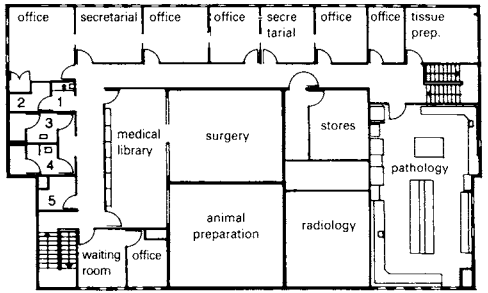 office
secretarial
office
office
secre
tarial
office
office
tissue
prep.
2
1
3
4
5
medical
library
surgery
stores
pathology
animal
preparation
radiology
waiting
room
office